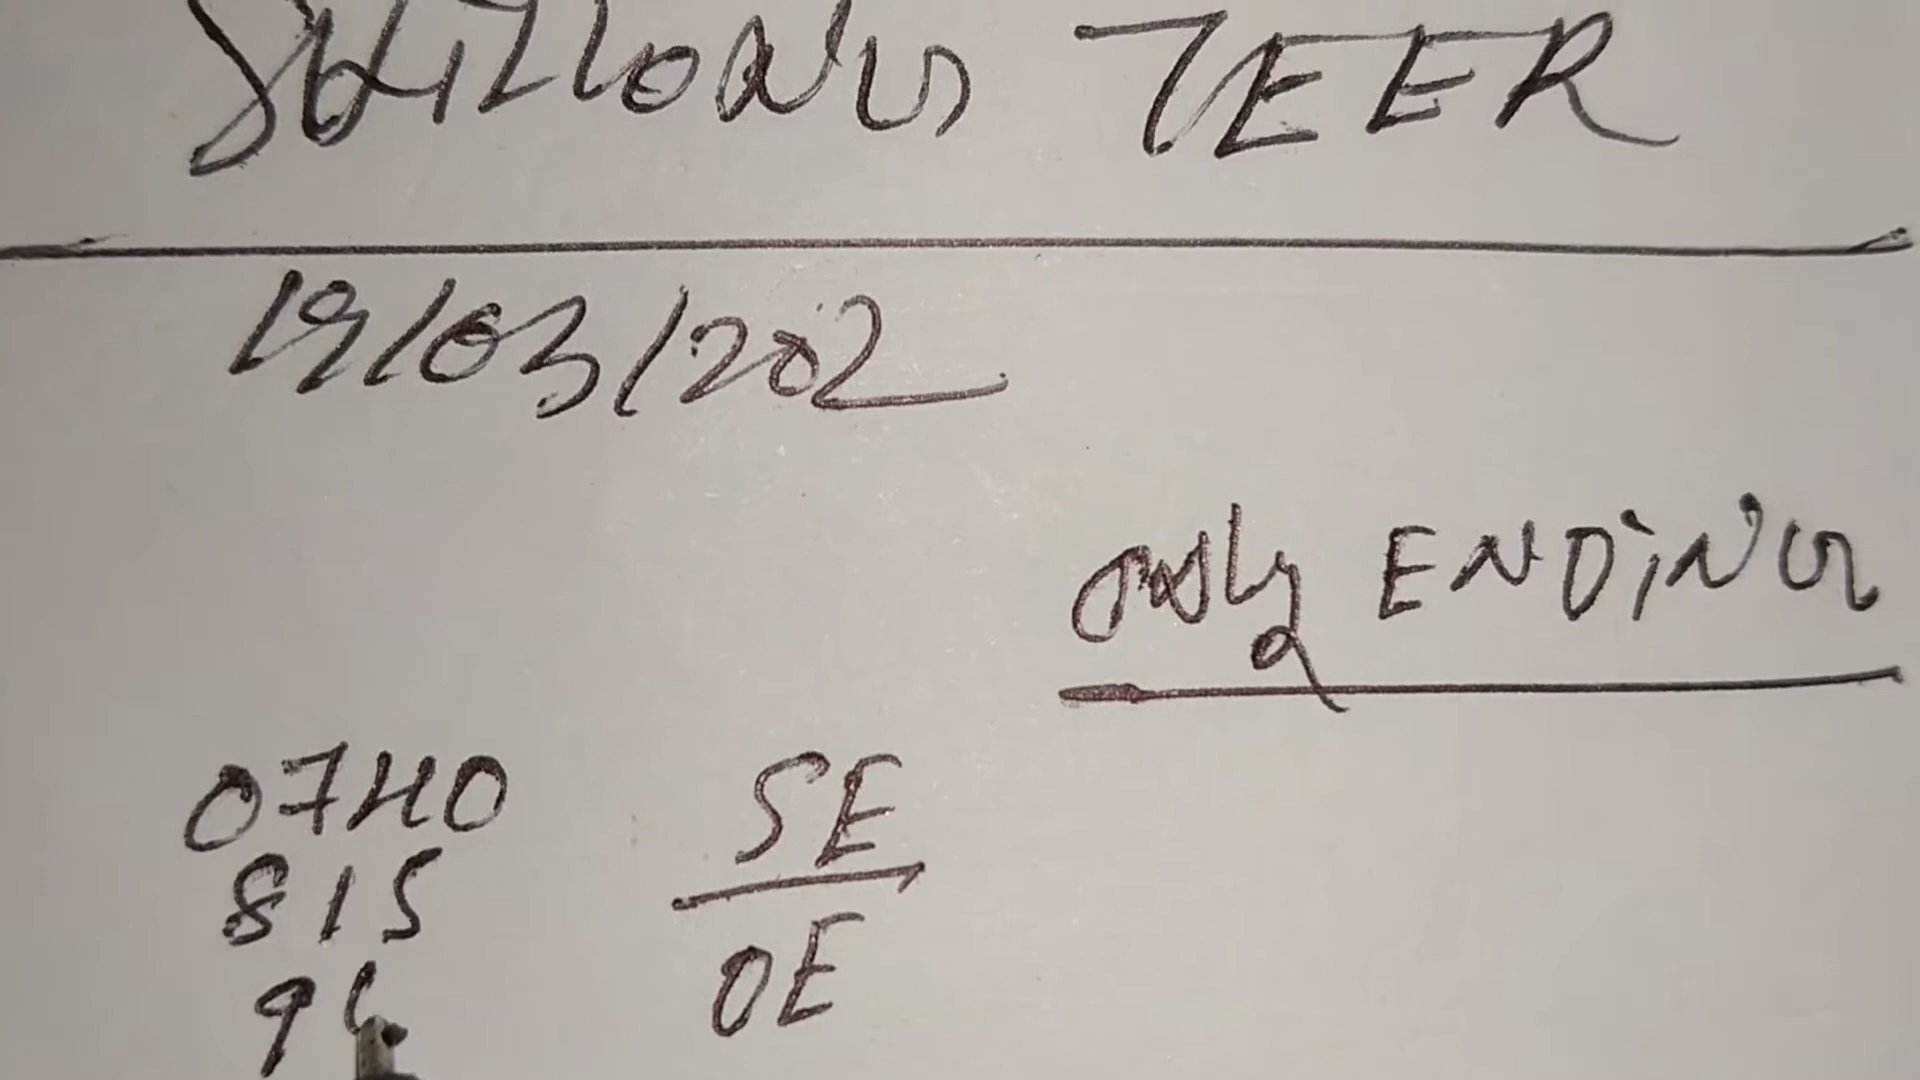 SHILLONG TEER
19/03/202
only ENDING
0740 SE
815
OE
9